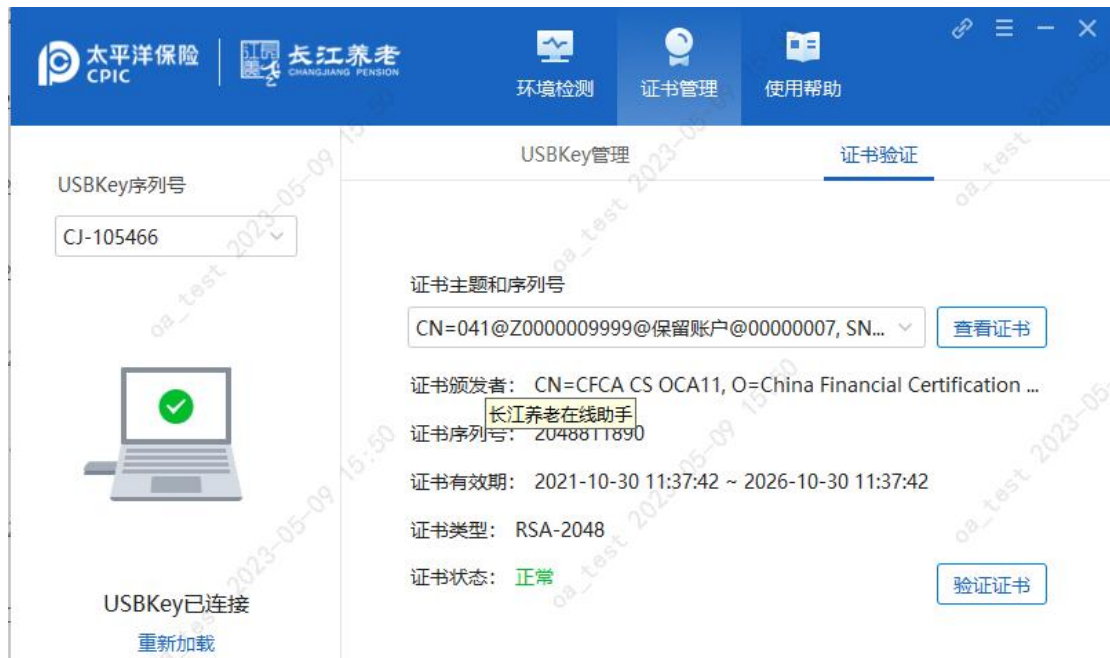 太平洋保险
CPIC
长江养老
CHANGJIANG PENSION
环境检测
证书管理
使用帮助
USBKey管理
证书验证
USBKey序列号
CJ-105466
证书主题和序列号
CN=041@Z0000009999@保留账户@00000007, SN...
查看证书
证书颁发者： CN=CFCA CS OCA11, O=China Financial Certification ...
长江养老在线助手
证书序列号： 2048811890
证书有效期： 2021-10-30 11:37:42 ~ 2026-10-30 11:37:42
证书类型： RSA-2048
证书状态： 正常
验证证书
USBKey已连接
重新加载
oa_test 2023-05-09 15:50